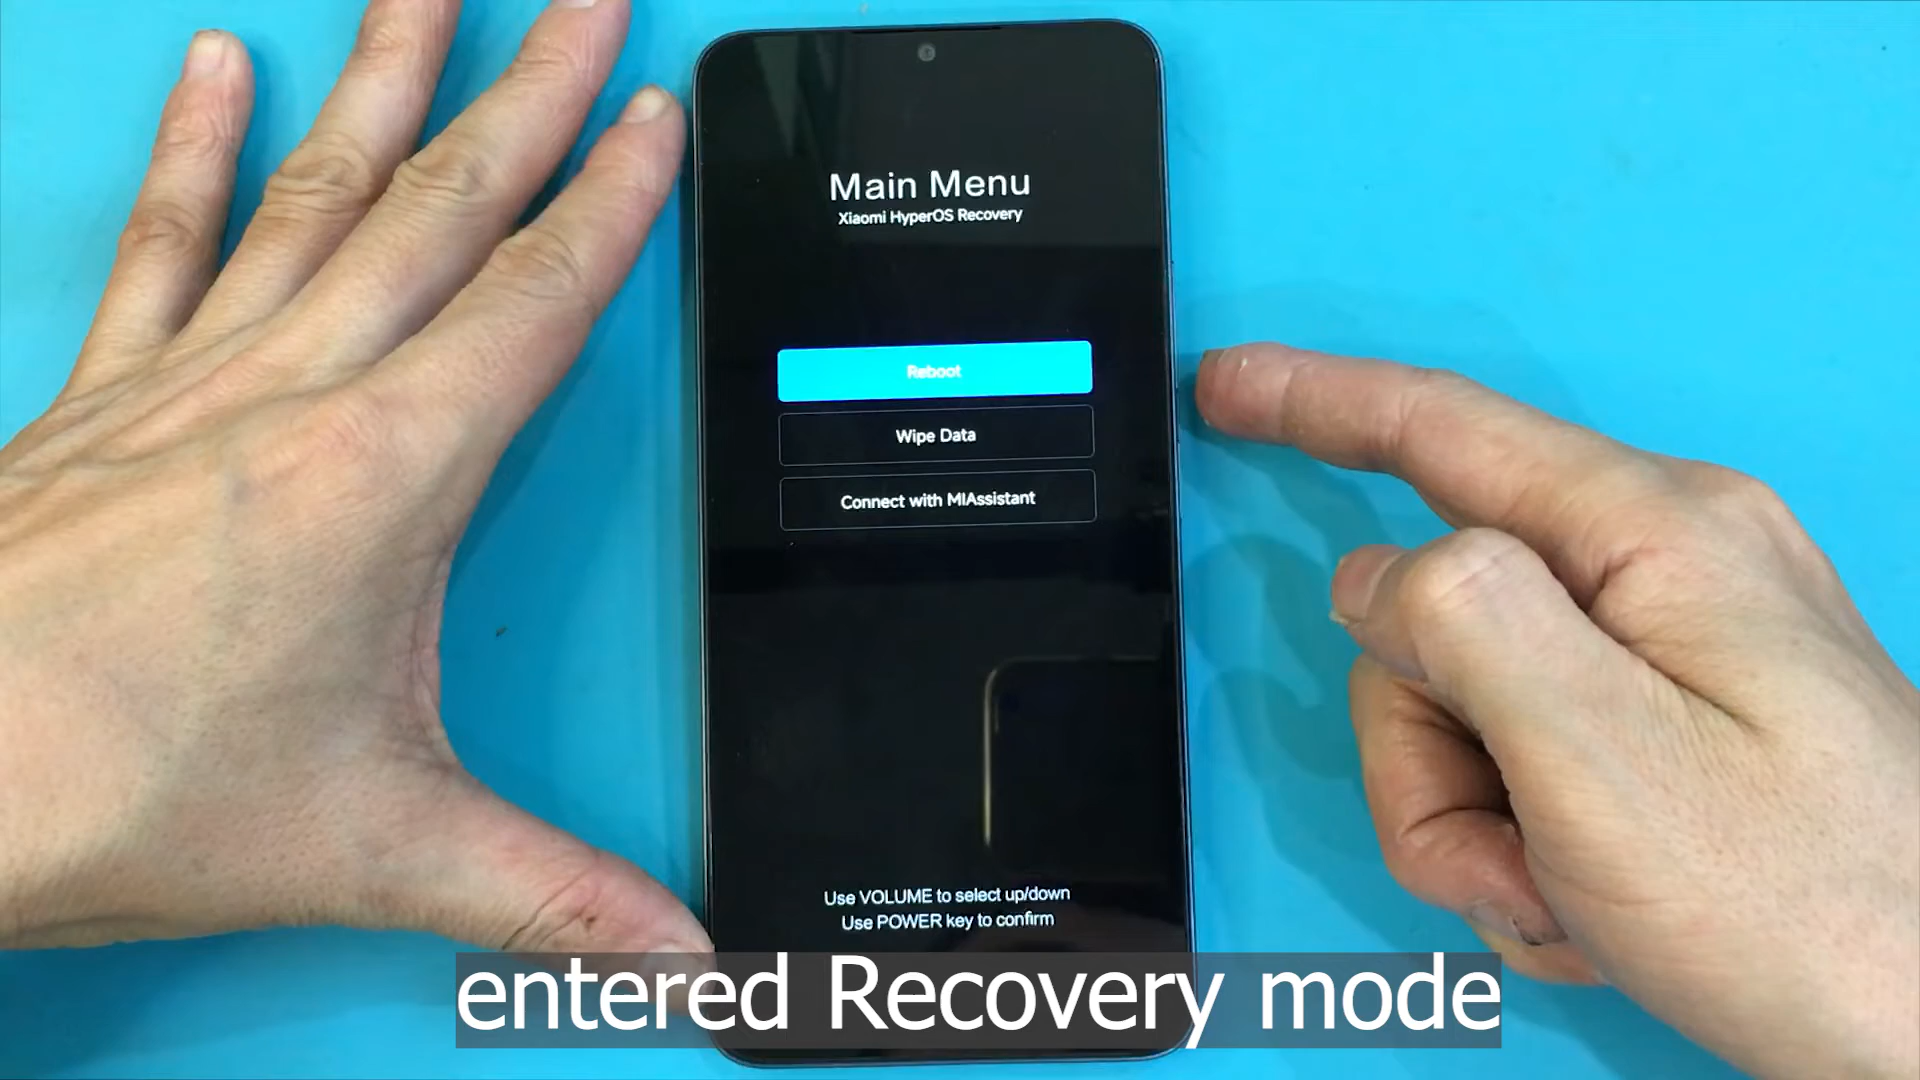 Main Menu
Xiaomi HyperOS Recovery
Reboot
Wipe Data
Connect with MIAssistant
Use VOLUME to select up/down
Use POWER key to confirm
entered Recovery mode